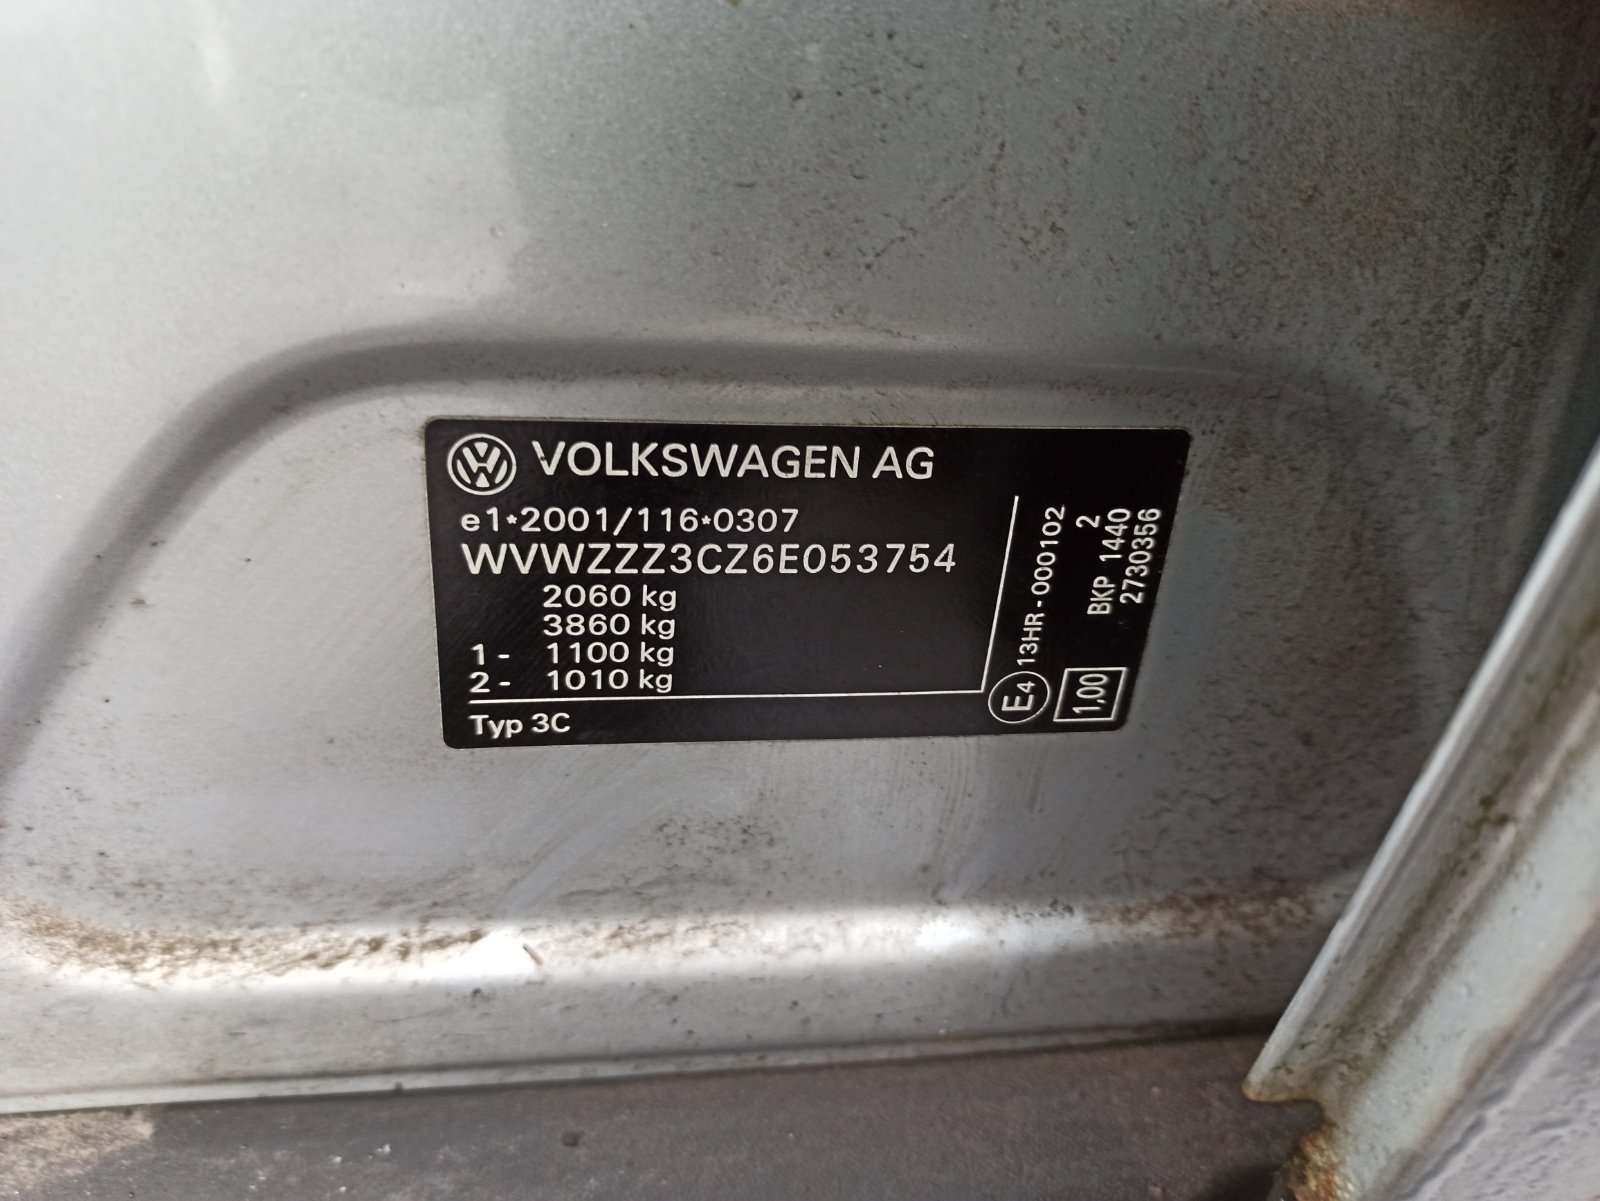 VOLKSWAGEN AG
e1*2001/116*0307
WVWZZZ3CZ6E053754
2060 kg
3860 kg
1- 1100 kg
2- 1010 kg
Typ 3C
E4 13HR-000102
1,00
2
BKP 1440
2730356